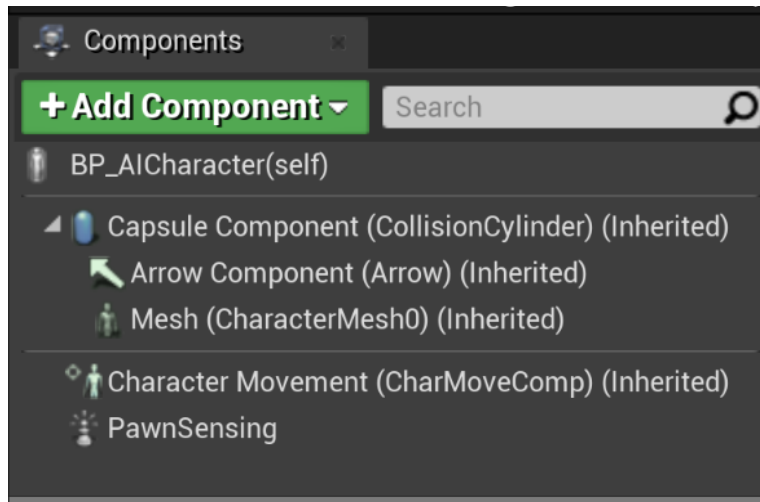 Components
+ Add Component
Search
BP_AICharacter(self)
Capsule Component (CollisionCylinder) (Inherited)
Arrow Component (Arrow) (Inherited)
Mesh (CharacterMesh0) (Inherited)
Character Movement (CharMoveComp) (Inherited)
PawnSensing